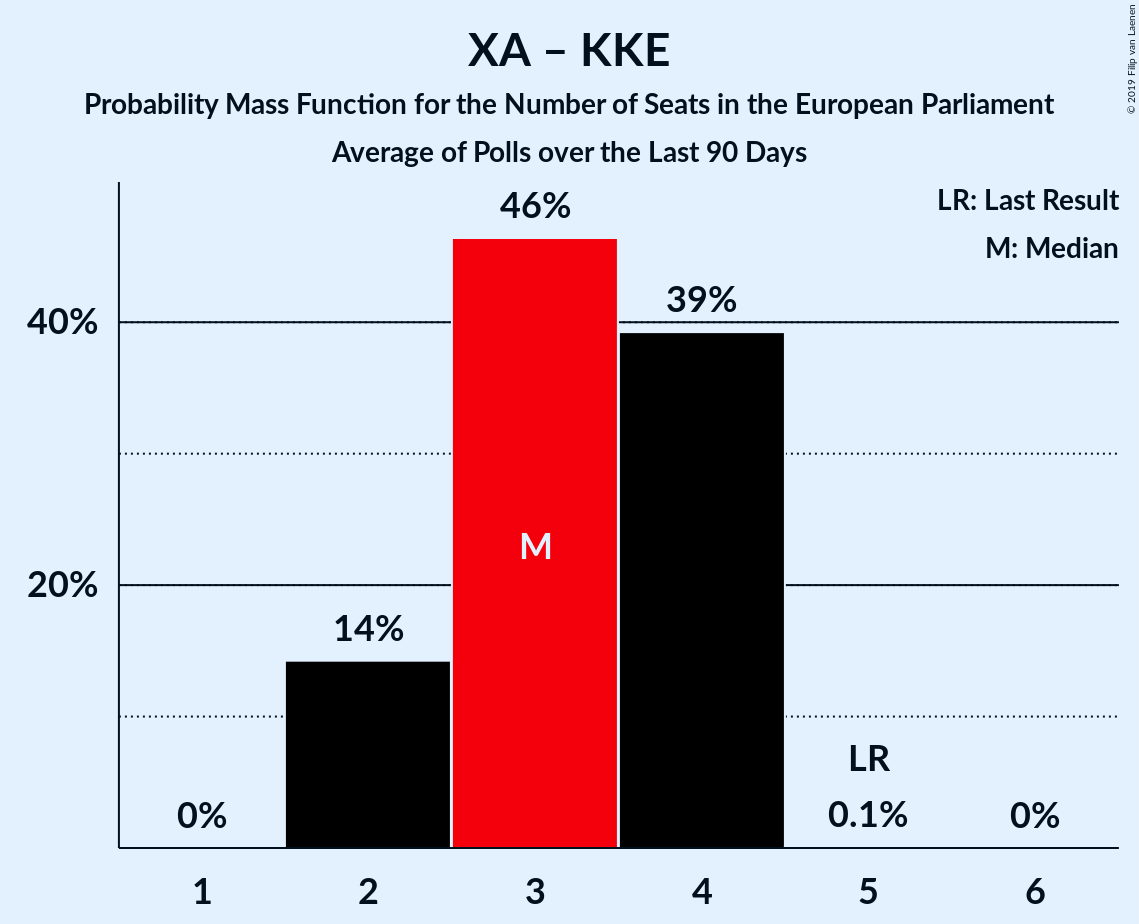 XA – KKE
Probability Mass Function for the Number of Seats in the European Parliament
Average of Polls over the Last 90 Days
© 2019 Filip van Laenen
LR: Last Result
M: Median
46%
39%
40%
M
20%
14%
LR
0%
0.1%
0%
1 2 3 4 5 6